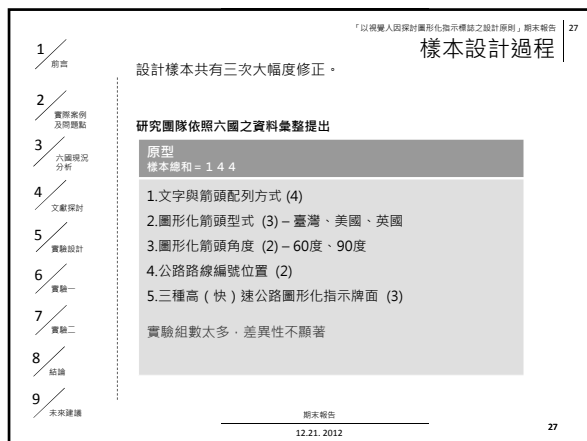 「以視覺人因探討圖形化指示標誌之設計原則」期末報告
27
樣本設計過程
1
前言
2
實際案例
及問題點
3
六國現況
分析
4
文獻探討
5
實驗設計
6
實驗一
7
實驗二
8
結論
9
未來建議
設計樣本共有三次大幅度修正。
研究團隊依照六國之資料彙整提出
原型
樣本總和=144
1.文字與箭頭配列方式 (4)
2.圖形化箭頭型式 (3) – 臺灣、美國、英國
3.圖形化箭頭角度 (2) – 60度、90度
4.公路路線編號位置 (2)
5.三種高(快)速公路圖形化指示牌面 (3)
實驗組數太多,差異性不顯著
期末報告
12.21. 2012
27